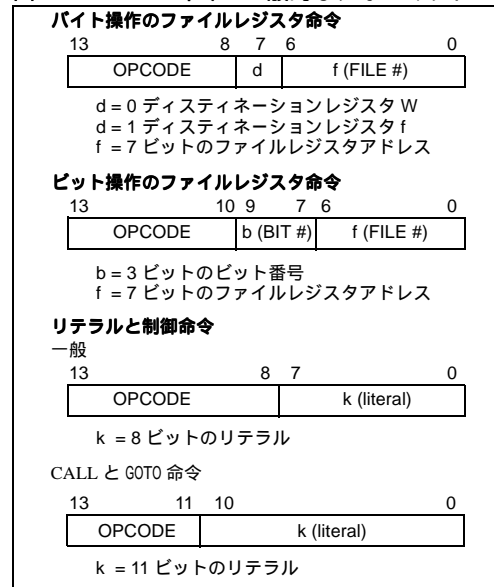 バイト操作のファイルレジスタ命令
13 8 7 6 0
OPCODE d f (FILE #)
d = 0 ディスティネーションレジスタ W
d = 1 ディスティネーションレジスタ f
f = 7 ビットのファイルレジスタアドレス
ビット操作のファイルレジスタ命令
13 10 9 7 6 0
OPCODE b (BIT #) f (FILE #)
b = 3 ビットのビット番号
f = 7 ビットのファイルレジスタアドレス
リテラルと制御命令
一般
13 8 7 0
OPCODE k (literal)
k = 8 ビットのリテラル
CALL と GOTO 命令
13 11 10 0
OPCODE k (literal)
k = 11 ビットのリテラル